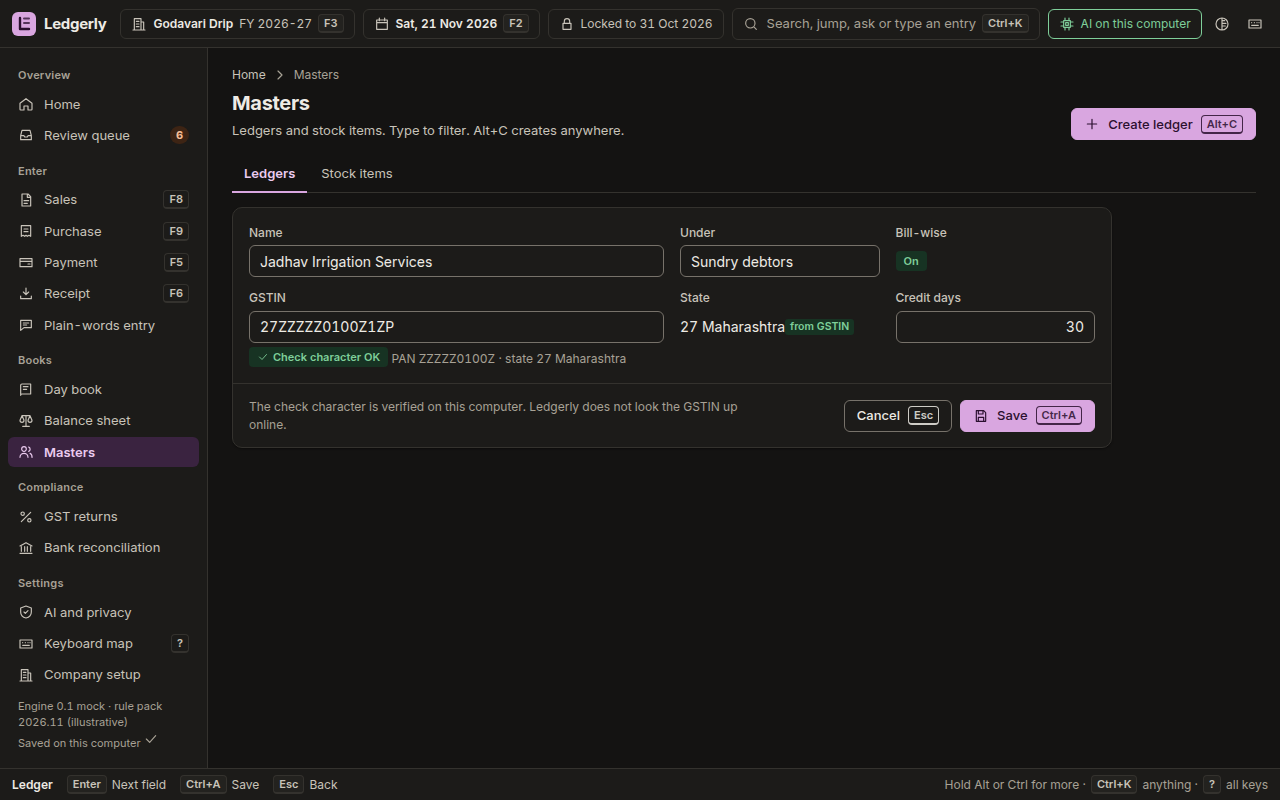 Ledgerly
Godavari Drip FY 2026-27 F3
Sat, 21 Nov 2026 F2
Locked to 31 Oct 2026
Search, jump, ask or type an entry Ctrl+K
AI on this computer
Overview
Home
Review queue 6
Enter
Sales F8
Purchase F9
Payment F5
Receipt F6
Plain-words entry
Books
Day book
Balance sheet
Masters
Compliance
GST returns
Bank reconciliation
Settings
AI and privacy
Keyboard map ?
Company setup
Engine 0.1 mock · rule pack
2026.11 (illustrative)
Saved on this computer
Home > Masters
Masters
Ledgers and stock items. Type to filter. Alt+C creates anywhere.
Create ledger Alt+C
Ledgers Stock items
Name Under Bill-wise
Jadhav Irrigation Services Sundry debtors On
GSTIN State Credit days
27ZZZZZ0100Z1ZP 27 Maharashtra from GSTIN 30
Check character OK PAN ZZZZZ0100Z · state 27 Maharashtra
The check character is verified on this computer. Ledgerly does not look the GSTIN up
online.
Cancel Esc Save Ctrl+A
Ledger Enter Next field Ctrl+A Save Esc Back
Hold Alt or Ctrl for more · Ctrl+K anything · ? all keys